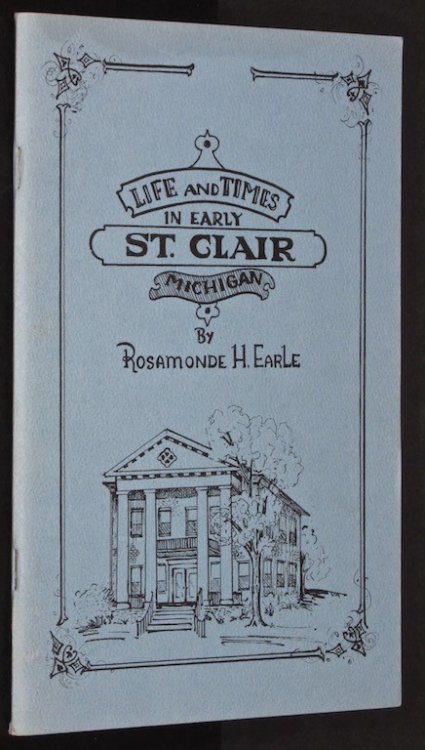 LIFE AND TIMES
IN EARLY
ST. CLAIR
MICHIGAN
BY
ROSAMONDE H. EARLE